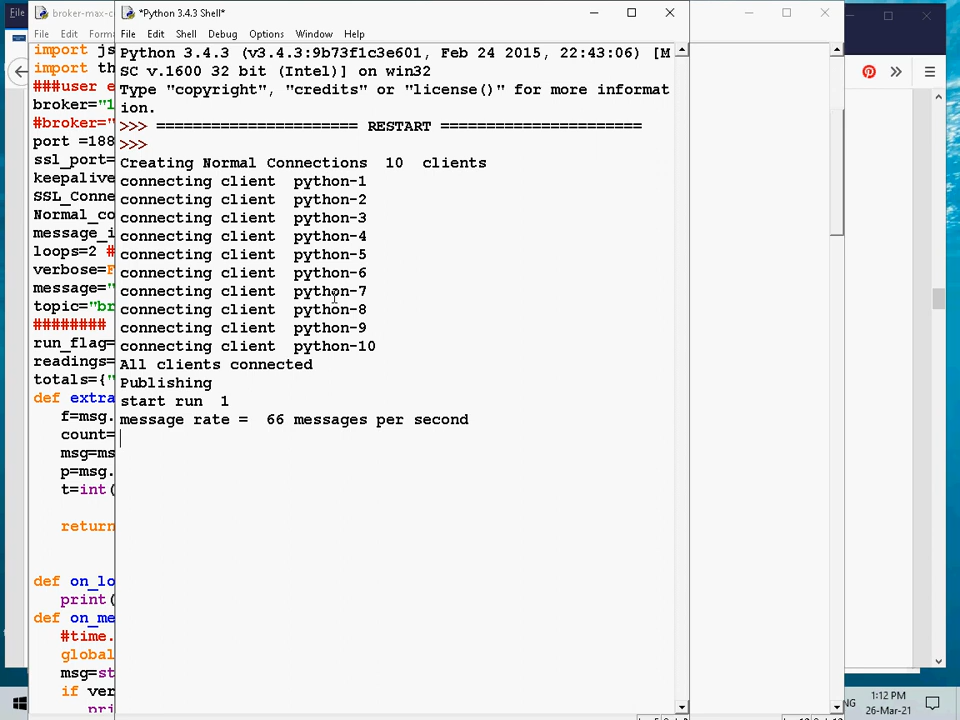 File
broker-max-c
*Python 3.4.3 Shell*
File Edit Forma
File Edit Shell Debug Options Window Help
import js
import th
###user e
broker="1
#broker="
port =188
ssl_port=
keepalive
SSL_Conne
Normal_co
message_i
loops=2 #
verbose=F
message="
topic="br
########
run_flag=
readings=
totals={"
def extra
f=msg.
count=
msg=ms
p=msg.
t=int(
return
def on_lo
print(
def on_me
#time.
global
msg=st
if ver
pri
Python 3.4.3 (v3.4.3:9b73f1c3e601, Feb 24 2015, 22:43:06) [M
SC v.1600 32 bit (Intel)] on win32
Type "copyright", "credits" or "license()" for more informat
ion.
>>> ====================== RESTART ======================
>>>
Creating Normal Connections 10 clients
connecting client python-1
connecting client python-2
connecting client python-3
connecting client python-4
connecting client python-5
connecting client python-6
connecting client python-7
connecting client python-8
connecting client python-9
connecting client python-10
All clients connected
Publishing
start run 1
message rate = 66 messages per second
NG
1:12 PM
26-Mar-21